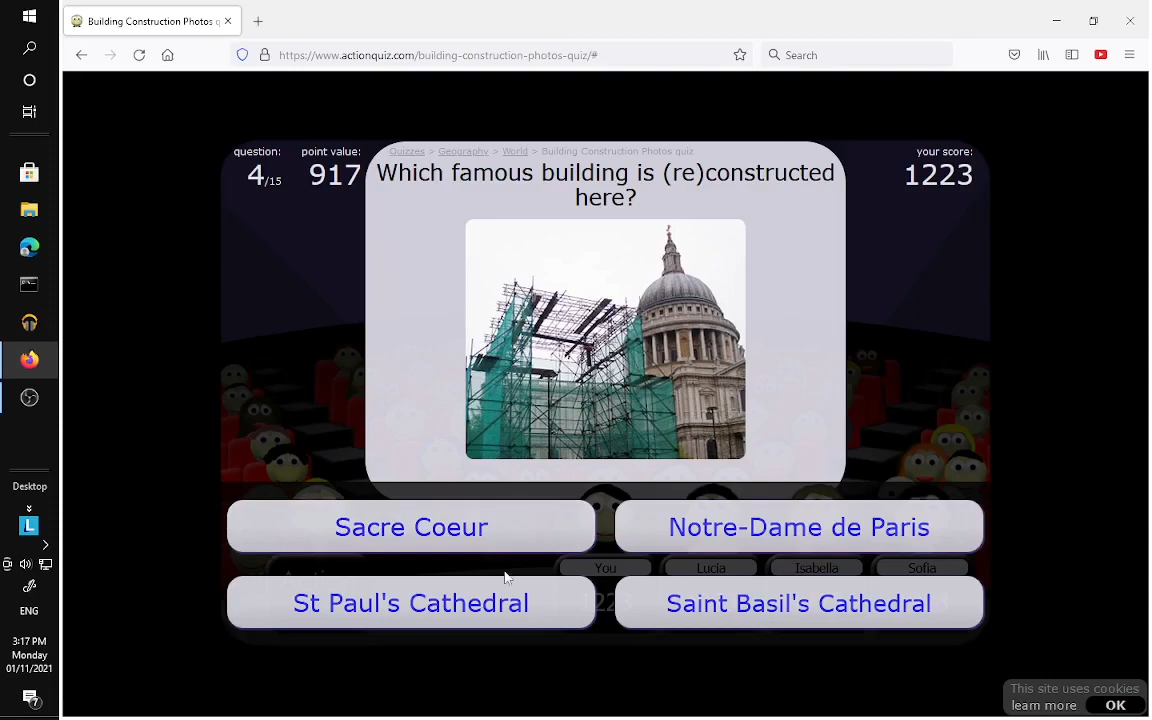 Building Construction Photos q
https://www.actionquiz.com/building-construction-photos-quiz/#
Search
question:
4/15
point value:
917
Quizzes > Geography > World > Building Construction Photos quiz
your score:
1223
Which famous building is (re)constructed
here?
Sacre Coeur
Notre-Dame de Paris
You
Lucia
Isabella
Sofia
St Paul's Cathedral
Saint Basil's Cathedral
Desktop
L
ENG
3:17 PM
Monday
01/11/2021
7
This site uses cookies
learn more
OK